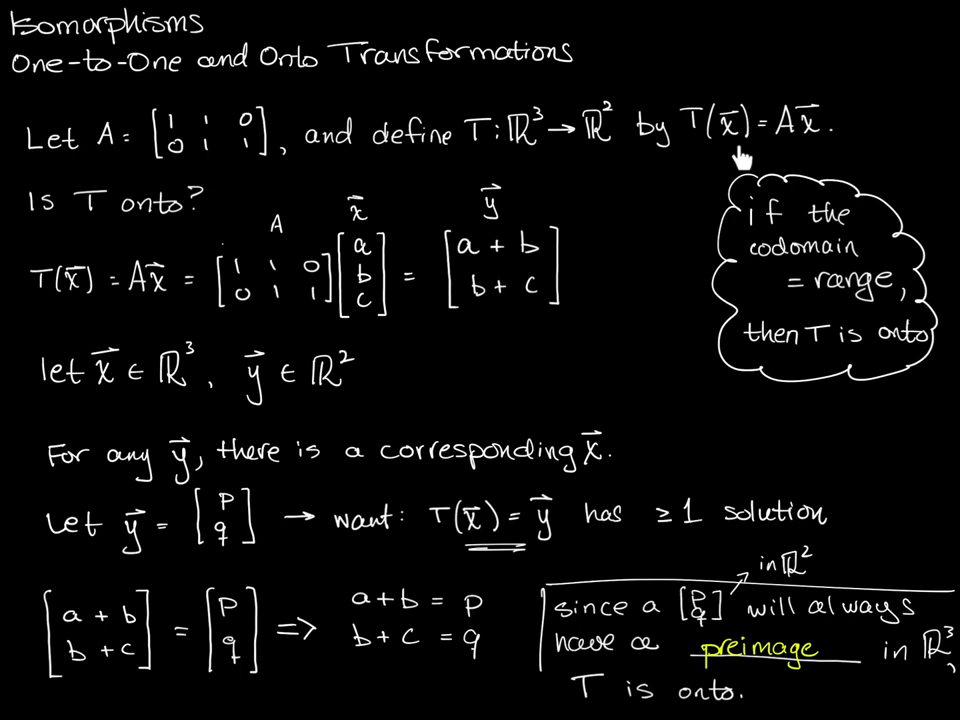 Isomorphisms
One-to-One and Onto Transformations
Let A = [1 1 0; 0 1 1], and define T: ℝ³ → ℝ² by T(x⃗) = Ax⃗.
Is T onto?
A x⃗ y⃗
T(x⃗) = Ax⃗ = [1 1 0; 0 1 1] [a; b; c] = [a + b; b + c]
if the
codomain
= range,
then T is onto
let x⃗ ∈ ℝ³, y⃗ ∈ ℝ²
For any y⃗, there is a corresponding x⃗.
Let y⃗ = [p; q] → want: T(x⃗) = y⃗ has ≥ 1 solution
[a + b; b + c] = [p; q] => a + b = p
b + c = q
in ℝ²
since a [p; q] will always
have a preimage in ℝ³,
T is onto.